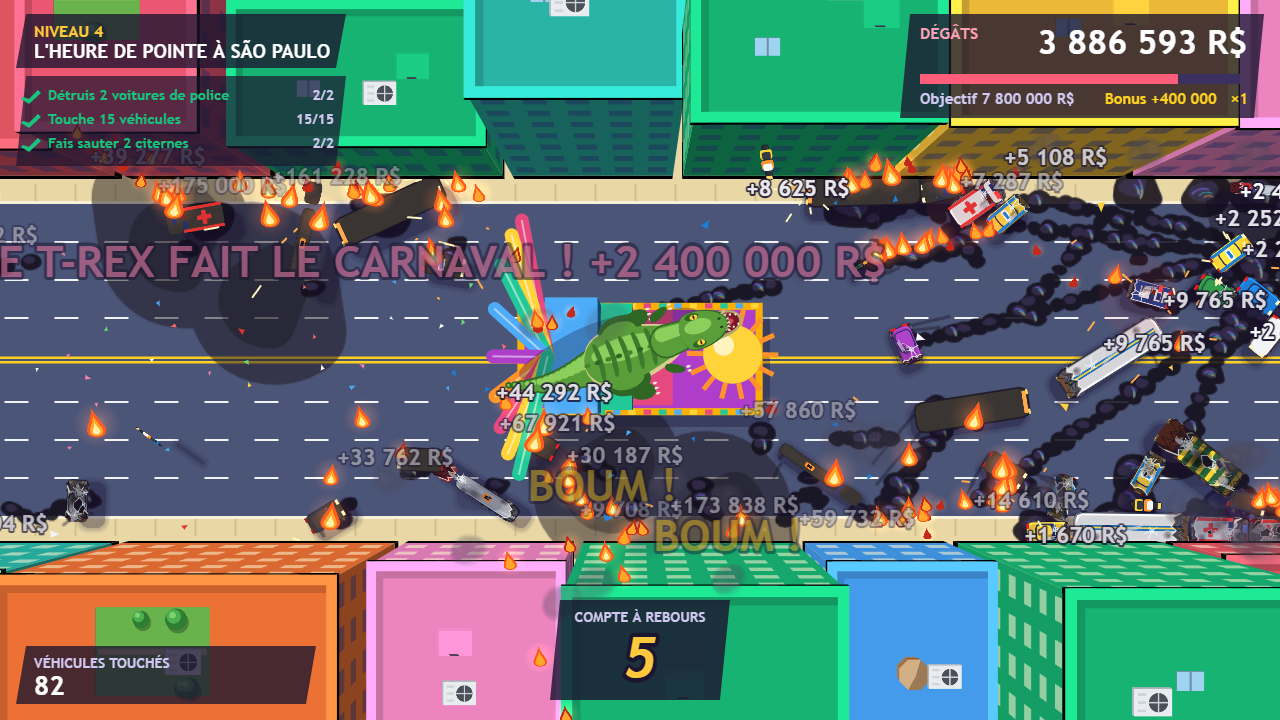 NIVEAU 4
L'HEURE DE POINTE À SÃO PAULO
Détruis 2 voitures de police 2/2
Touche 15 véhicules 15/15
Fais sauter 2 citernes 2/2
DÉGÂTS
3 886 593 R$
Objectif 7 800 000 R$ Bonus +400 000 ×1
+39 277 R$
+175 000 R$
+161 228 R$
+8 625 R$
+5 108 R$
+7 287 R$
+2 252
E T-REX FAIT LE CARNAVAL ! +2 400 000 R$
+9 765 R$
+9 765 R$
+44 292 R$
+57 860 R$
+67 921 R$
+33 762 R$
+30 187 R$
BOUM !
+173 838 R$
+14 610 R$
+59 732 R$
4 R$
BOUM !
+1 670 R$
COMPTE À REBOURS
5
VÉHICULES TOUCHÉS
82